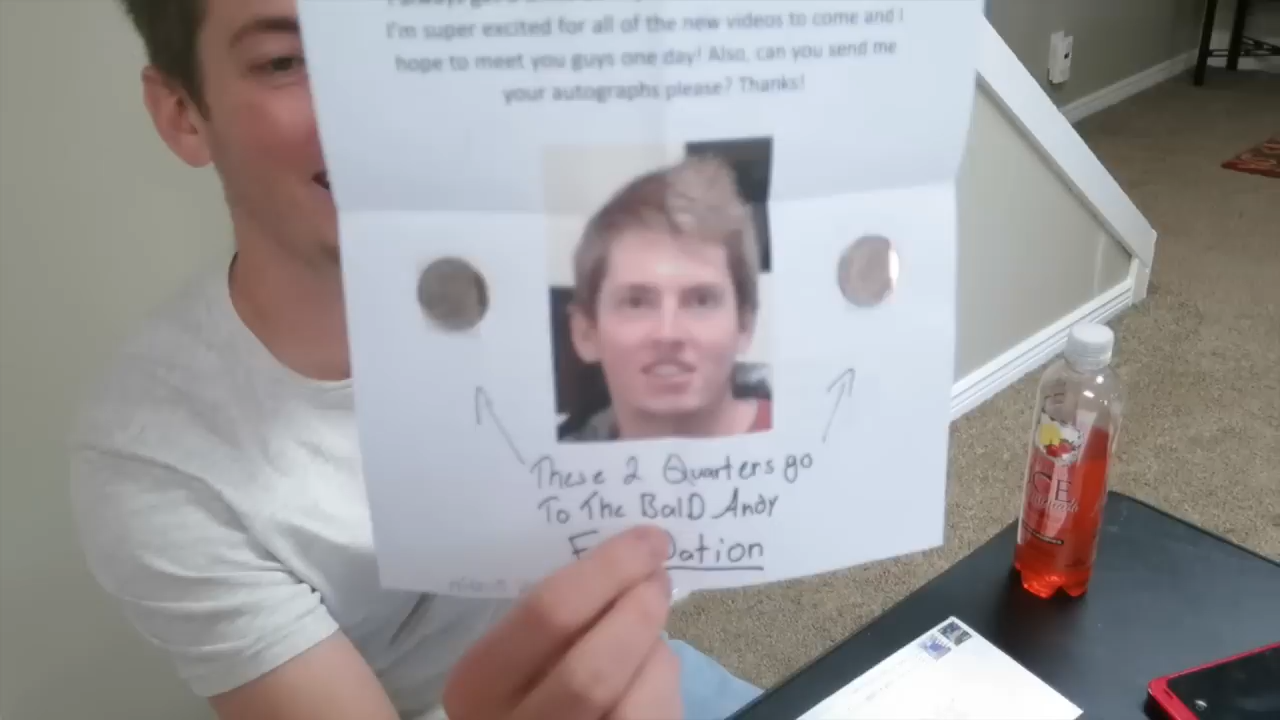 I'm super excited for all of the new videos to come and I
hope to meet you guys one day! Also, can you send me
your autographs please? Thanks!
These 2 Quarters go
To The BalD Andy
Dation
ICE